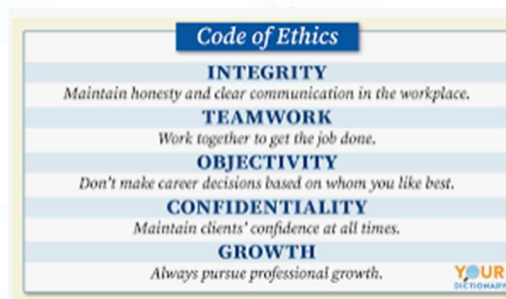 Code of Ethics
INTEGRITY
Maintain honesty and clear communication in the workplace.
TEAMWORK
Work together to get the job done.
OBJECTIVITY
Don't make career decisions based on whom you like best.
CONFIDENTIALITY
Maintain clients' confidence at all times.
GROWTH
Always pursue professional growth.
YOUR
DICTIONARY